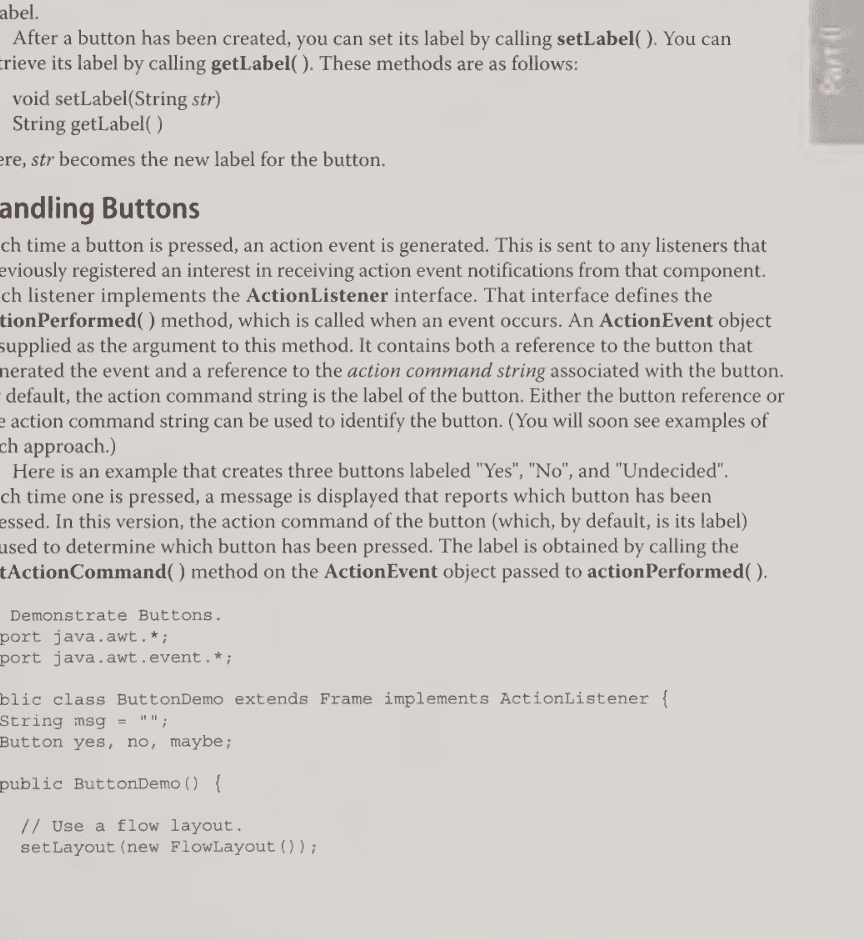 abel.
After a button has been created, you can set its label by calling setLabel( ). You can
trieve its label by calling getLabel( ). These methods are as follows:
void setLabel(String str)
String getLabel( )
ere, str becomes the new label for the button.
andling Buttons
ch time a button is pressed, an action event is generated. This is sent to any listeners that
eviously registered an interest in receiving action event notifications from that component.
ch listener implements the ActionListener interface. That interface defines the
tionPerformed( ) method, which is called when an event occurs. An ActionEvent object
supplied as the argument to this method. It contains both a reference to the button that
nerated the event and a reference to the action command string associated with the button.
default, the action command string is the label of the button. Either the button reference or
e action command string can be used to identify the button. (You will soon see examples of
ch approach.)
Here is an example that creates three buttons labeled "Yes", "No", and "Undecided".
ch time one is pressed, a message is displayed that reports which button has been
essed. In this version, the action command of the button (which, by default, is its label)
used to determine which button has been pressed. The label is obtained by calling the
tActionCommand( ) method on the ActionEvent object passed to actionPerformed( ).
Demonstrate Buttons.
port java.awt.*;
port java.awt.event.*;
blic class ButtonDemo extends Frame implements ActionListener {
String msg = "";
Button yes, no, maybe;
public ButtonDemo() {
// Use a flow layout.
setLayout(new FlowLayout());
Part II